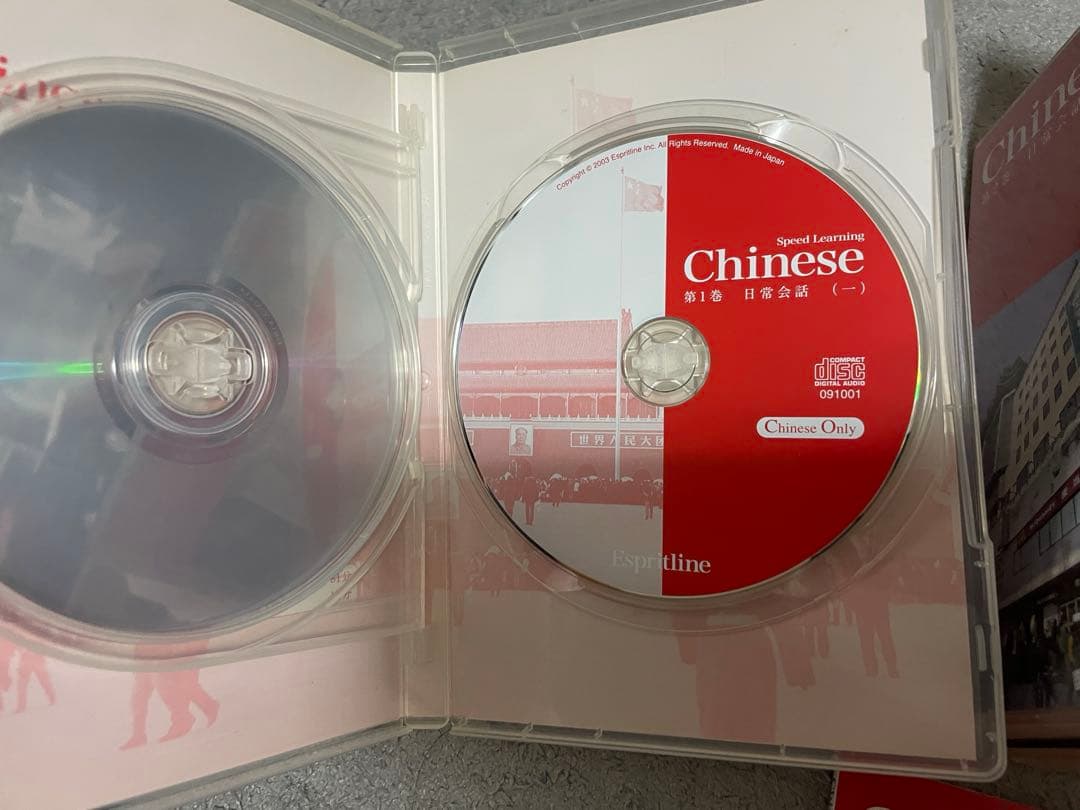 Copyright © 2003 Espritline Inc. All Rights Reserved. Made in Japan
Speed Learning
Chinese
第1巻 日常会話 (一)
COMPACT
disc
DIGITAL AUDIO
091001
Chinese Only
世界人民大团
Espritline
Chine